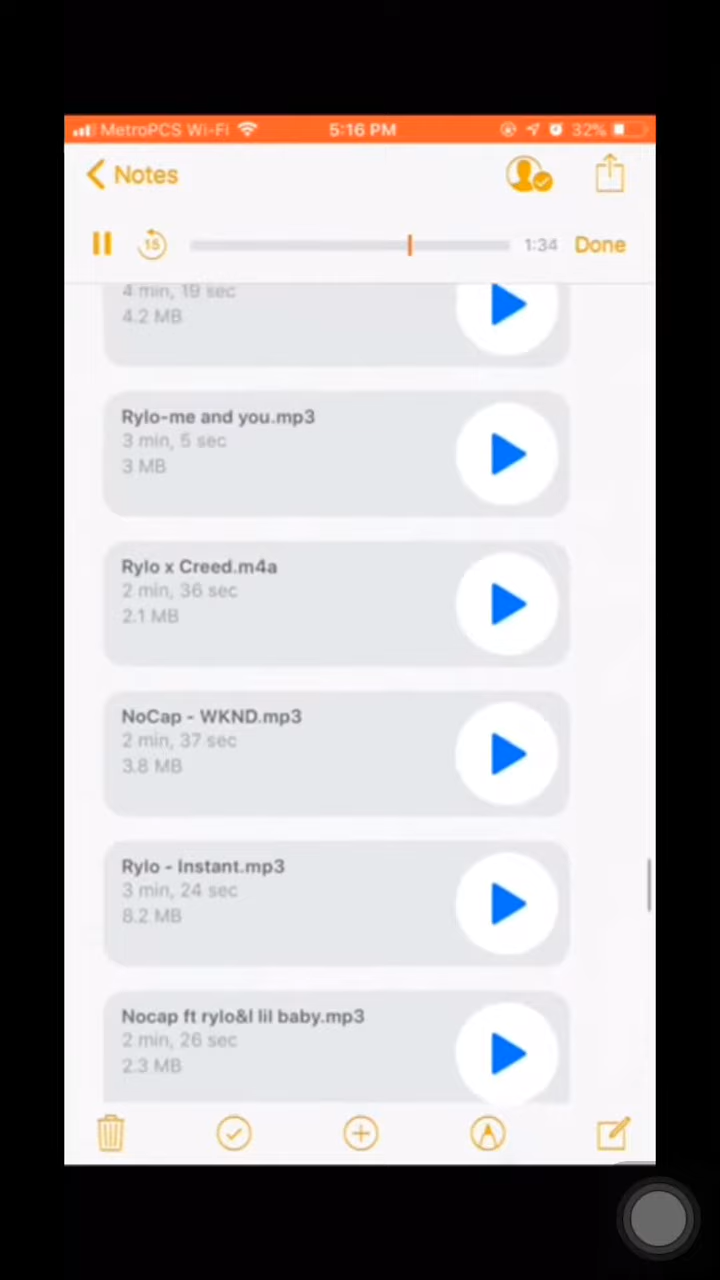 MetroPCS Wi-Fi 5:16 PM 32%
Notes
15 1:34 Done
4 min, 19 sec
4.2 MB
Rylo-me and you.mp3
3 min, 5 sec
3 MB
Rylo x Creed.m4a
2 min, 36 sec
2.1 MB
NoCap - WKND.mp3
2 min, 37 sec
3.8 MB
Rylo - Instant.mp3
3 min, 24 sec
8.2 MB
Nocap ft rylo&l lil baby.mp3
2 min, 26 sec
2.3 MB